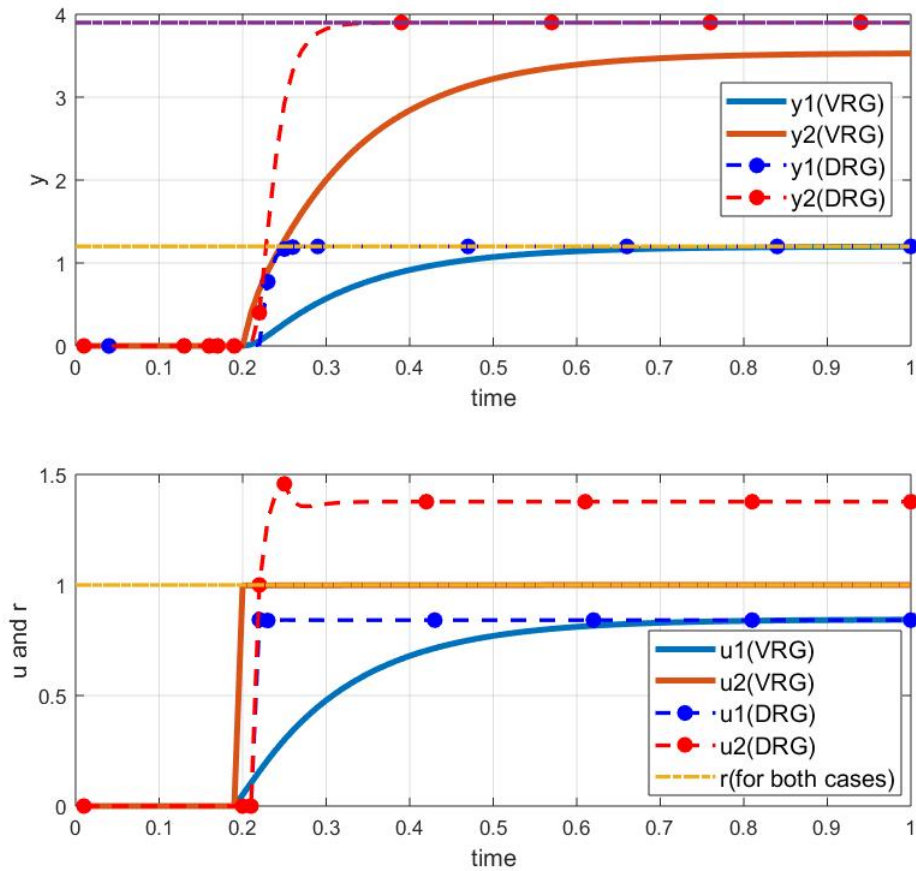 4
3
2
1
0
y
0
0.1
0.2
0.3
0.4
0.5
0.6
0.7
0.8
0.9
1
time
y1(VRG)
y2(VRG)
y1(DRG)
y2(DRG)
1.5
1
0.5
0
u and r
0
0.1
0.2
0.3
0.4
0.5
0.6
0.7
0.8
0.9
1
time
u1(VRG)
u2(VRG)
u1(DRG)
u2(DRG)
r(for both cases)